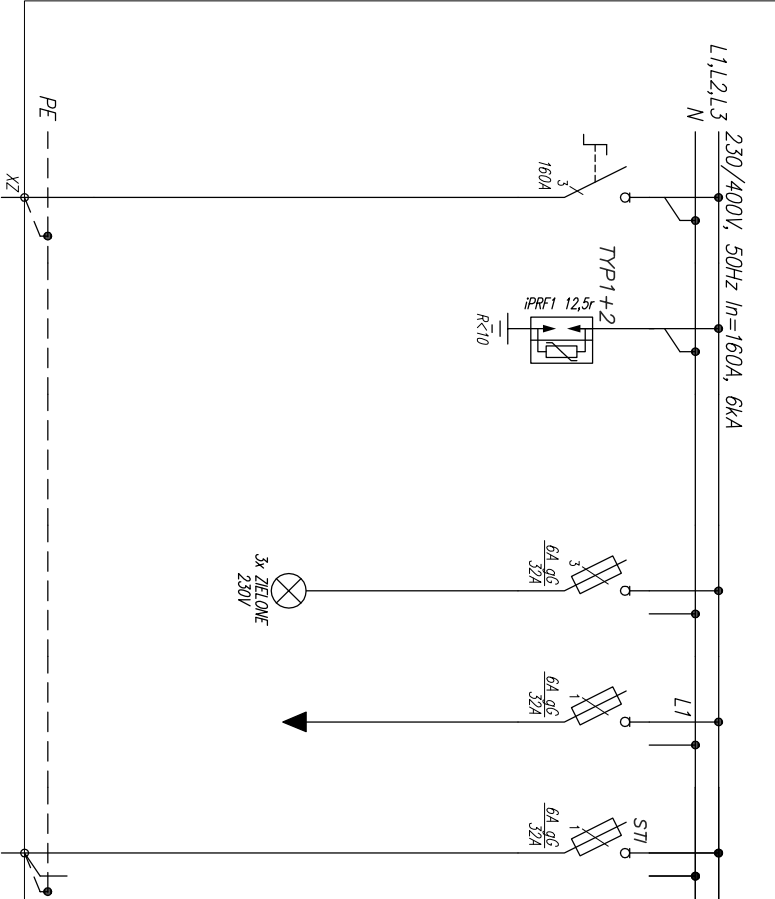 L1,L2,L3 230/400V, 50Hz In=160A, 6kA
N
PE
XZ
160A
3
TYP1+2
iPRF1 12,5r
R<10
6A gG
32A
3
3x ZIELONE
230V
L1
6A gG
32A
1
STI
6A gG
32A
1